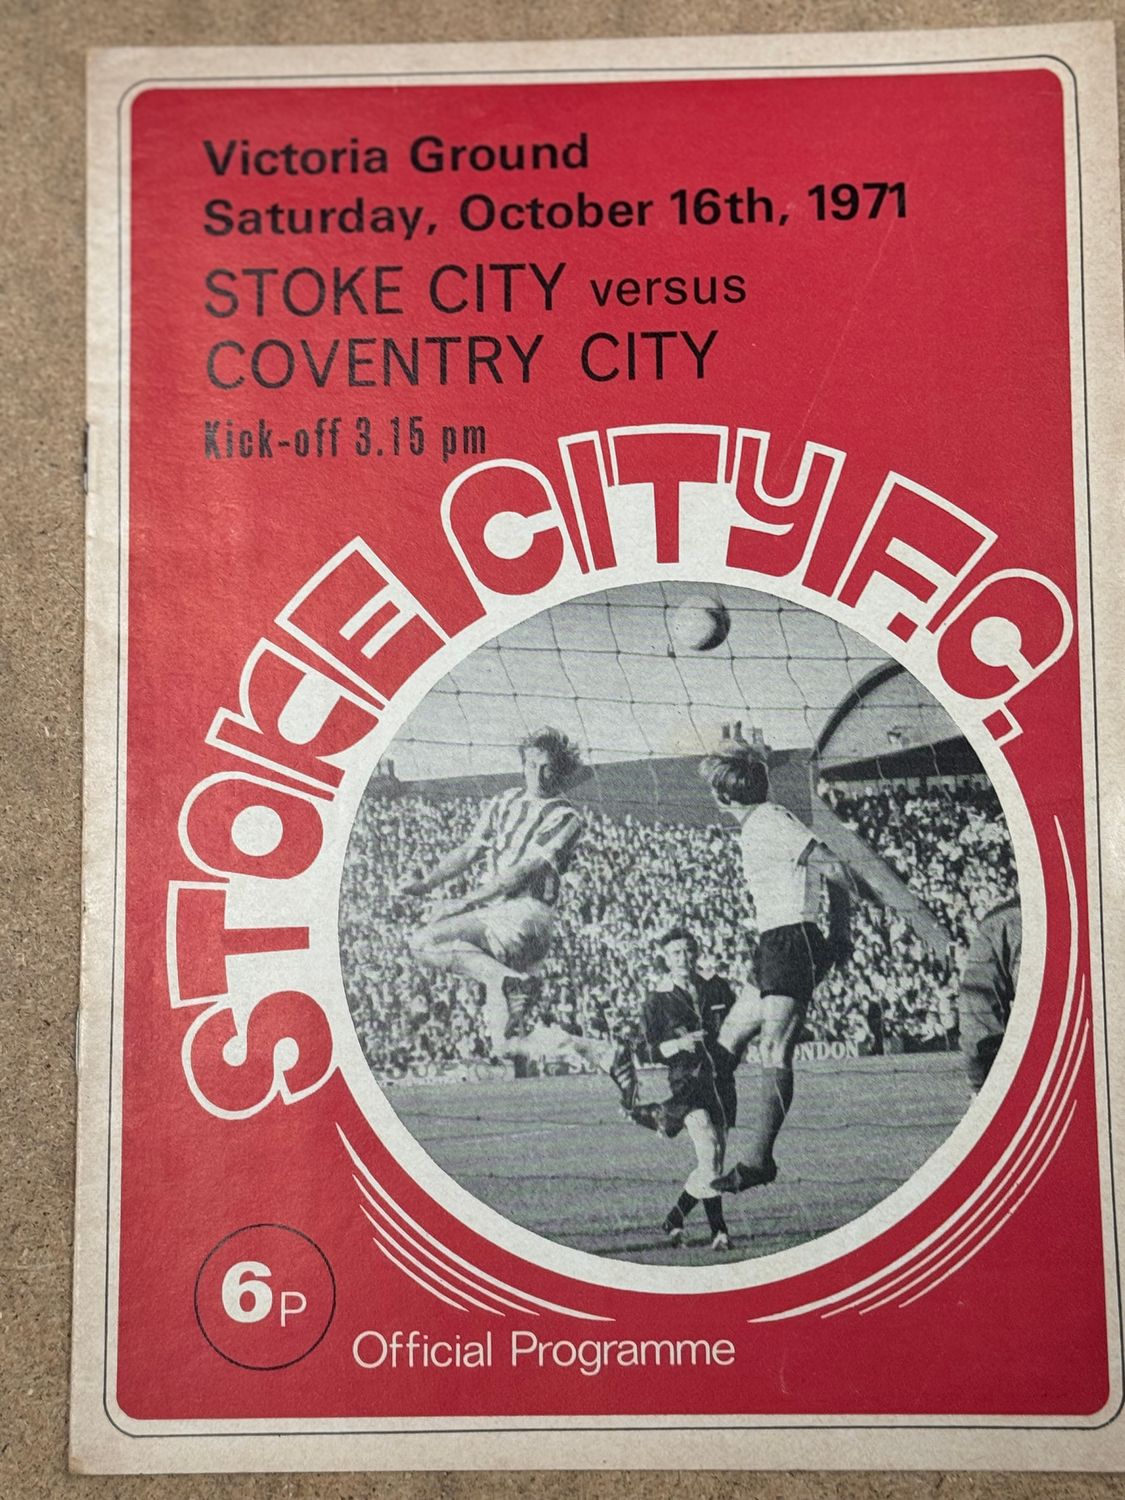 Victoria Ground
Saturday, October 16th, 1971
STOKE CITY versus
COVENTRY CITY
Kick-off 3.15 pm
STOKE CITY F.C.
& LONDON
6P
Official Programme